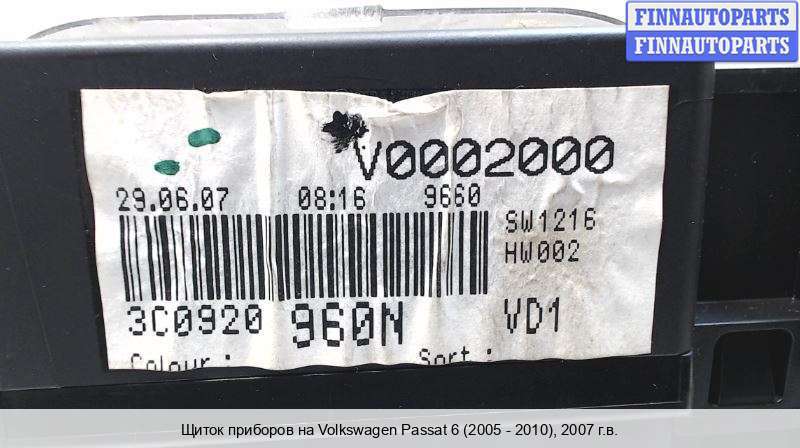 FINNAUTOPARTS
FINNAUTOPARTS
V0002000
29.06.07 08:16 9660
SW1216
HW002
3C0920 960N VD1
Colour : Sort :
Щиток приборов на Volkswagen Passat 6 (2005 - 2010), 2007 г.в.